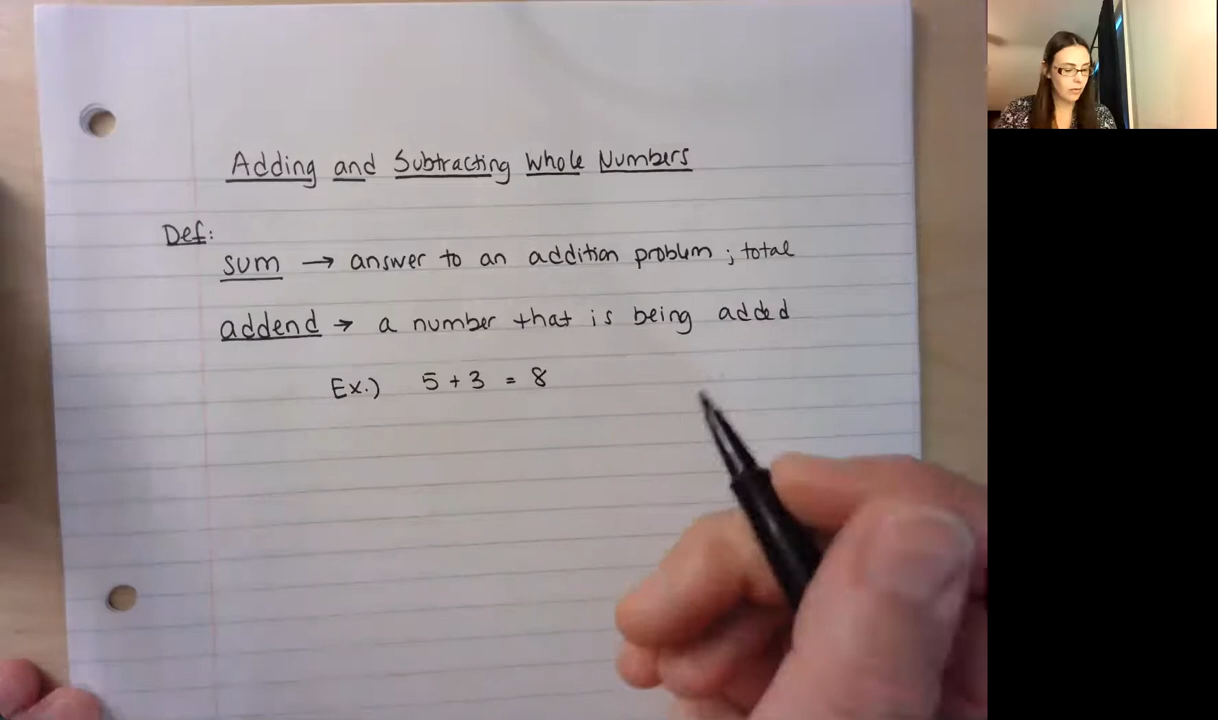 Adding and Subtracting Whole Numbers
Def:
sum → answer to an addition problem ; total
addend → a number that is being added
Ex.) 5 + 3 = 8